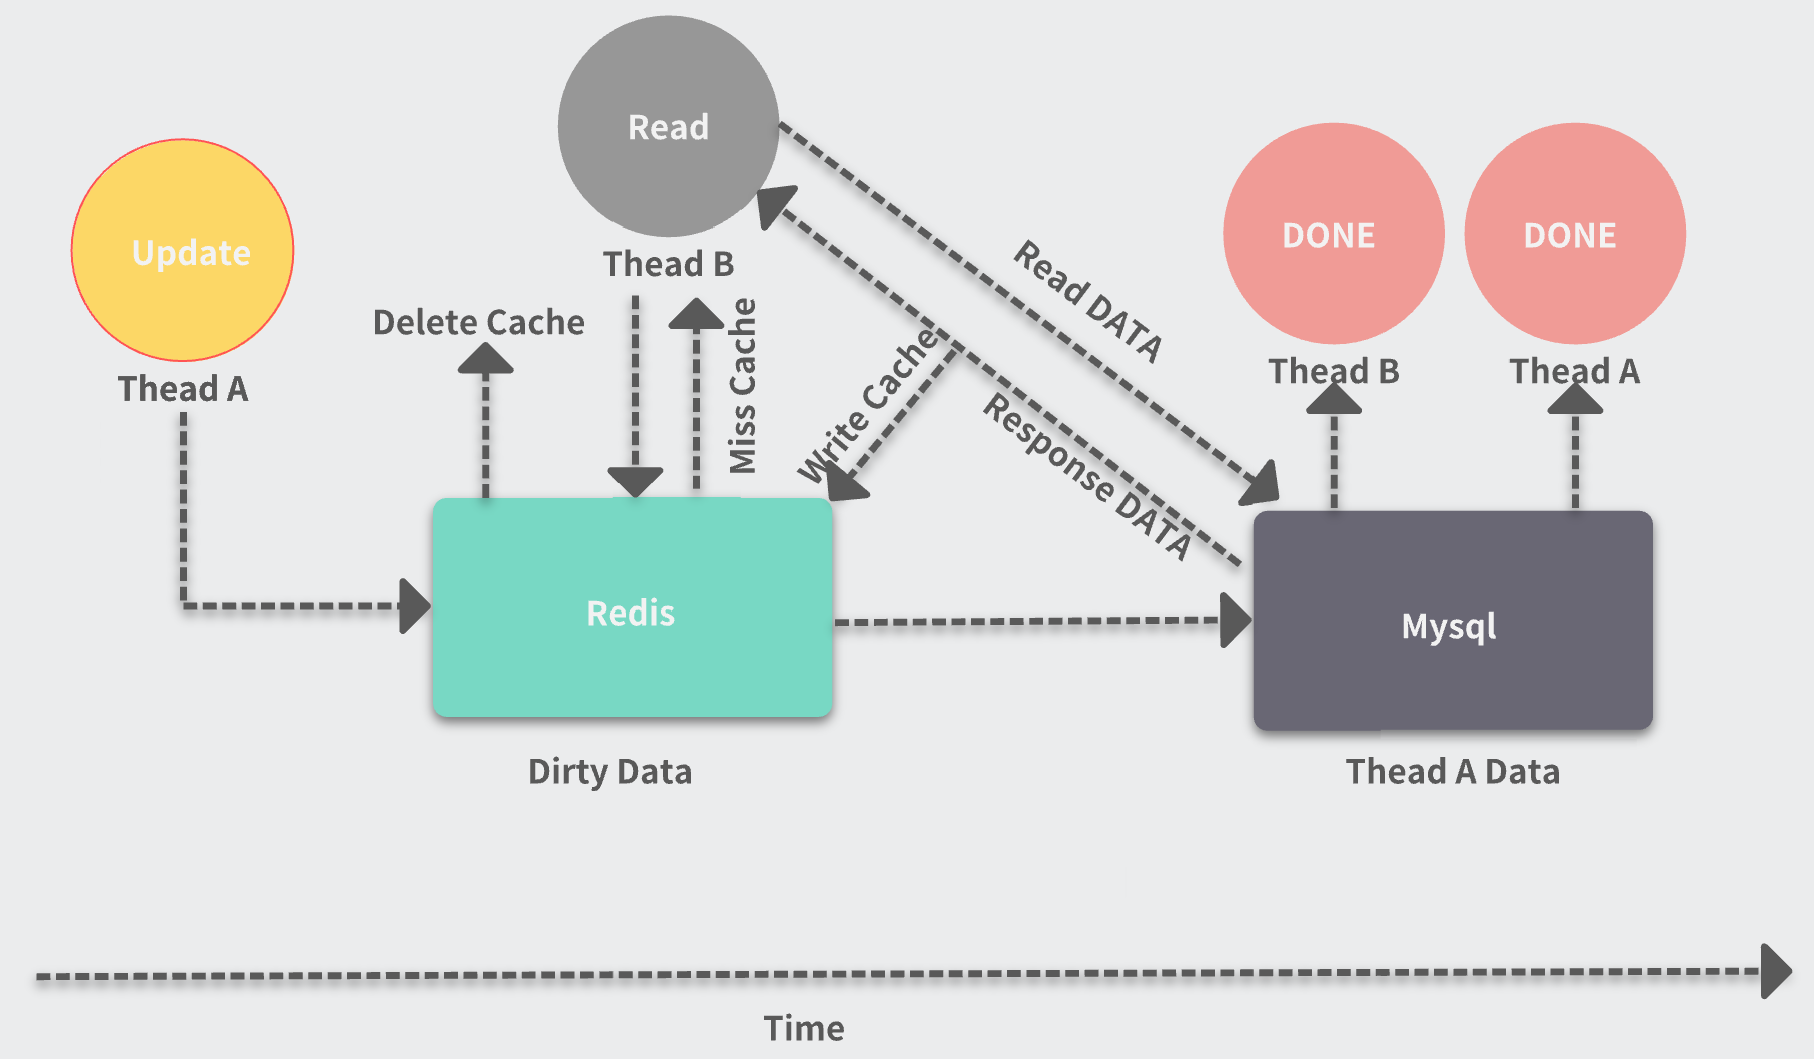 Read
Update
Thead B
DONE
DONE
Delete Cache
Thead A
Miss Cache
Write Cache
Read DATA
Response DATA
Thead B
Thead A
Redis
Mysql
Dirty Data
Thead A Data
Time